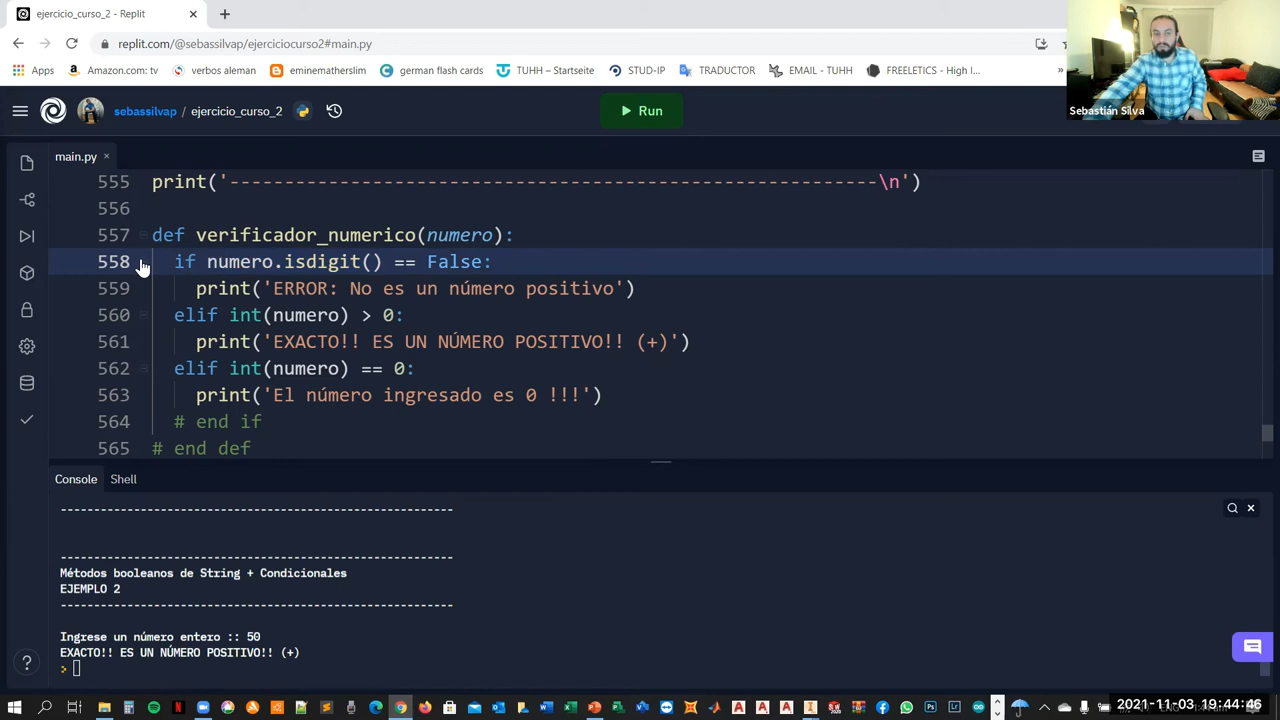 ejercicio_curso_2 - Replit
replit.com/@sebassilvap/ejerciciocurso2#main.py
Apps Amazon.com: tv verbos aleman eminematherslim german flash cards TUHH – Startseite STUD-IP TRADUCTOR EMAIL - TUHH FREELETICS - High I...
Sebastián Silva
sebassilvap / ejercicio_curso_2
Run
main.py
555 print('-----------------------------------------------------------\n')
556
557 def verificador_numerico(numero):
558 if numero.isdigit() == False:
559 print('ERROR: No es un número positivo')
560 elif int(numero) > 0:
561 print('EXACTO!! ES UN NÚMERO POSITIVO!! (+)')
562 elif int(numero) == 0:
563 print('El número ingresado es 0 !!!')
564 # end if
565 # end def
Console Shell
-----------------------------------------------------------
-----------------------------------------------------------
Métodos booleanos de String + Condicionales
EJEMPLO 2
-----------------------------------------------------------
Ingrese un número entero :: 50
EXACTO!! ES UN NÚMERO POSITIVO!! (+)
>
2021-11-03 19:44:46